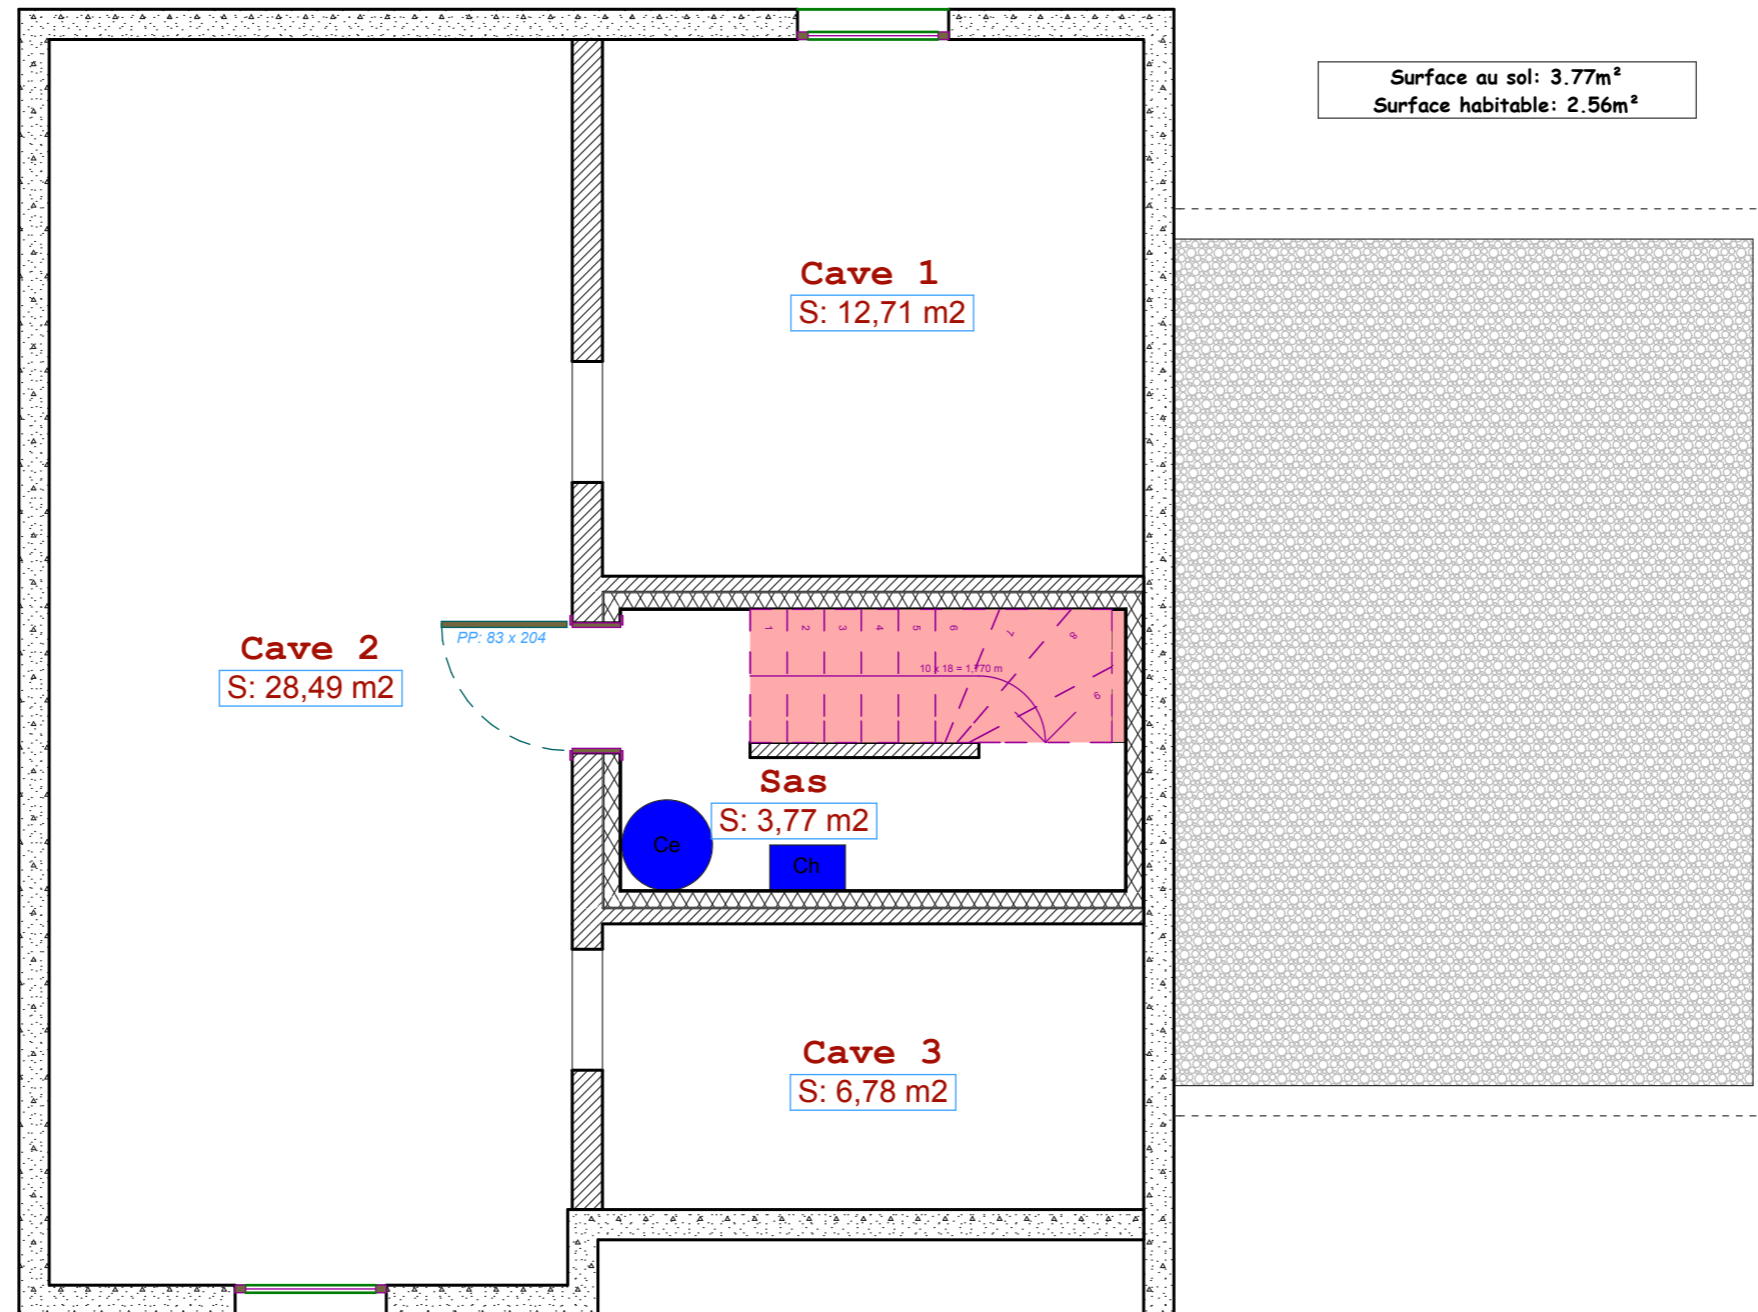 Surface au sol: 3.77m²
Surface habitable: 2.56m²
Cave 1
S: 12,71 m2
Cave 2
S: 28,49 m2
PP: 83 x 204
1 2 3 4 5 6 7 8 9
10 x 18 = 1,770 m
Sas
S: 3,77 m2
Ce
Ch
Cave 3
S: 6,78 m2